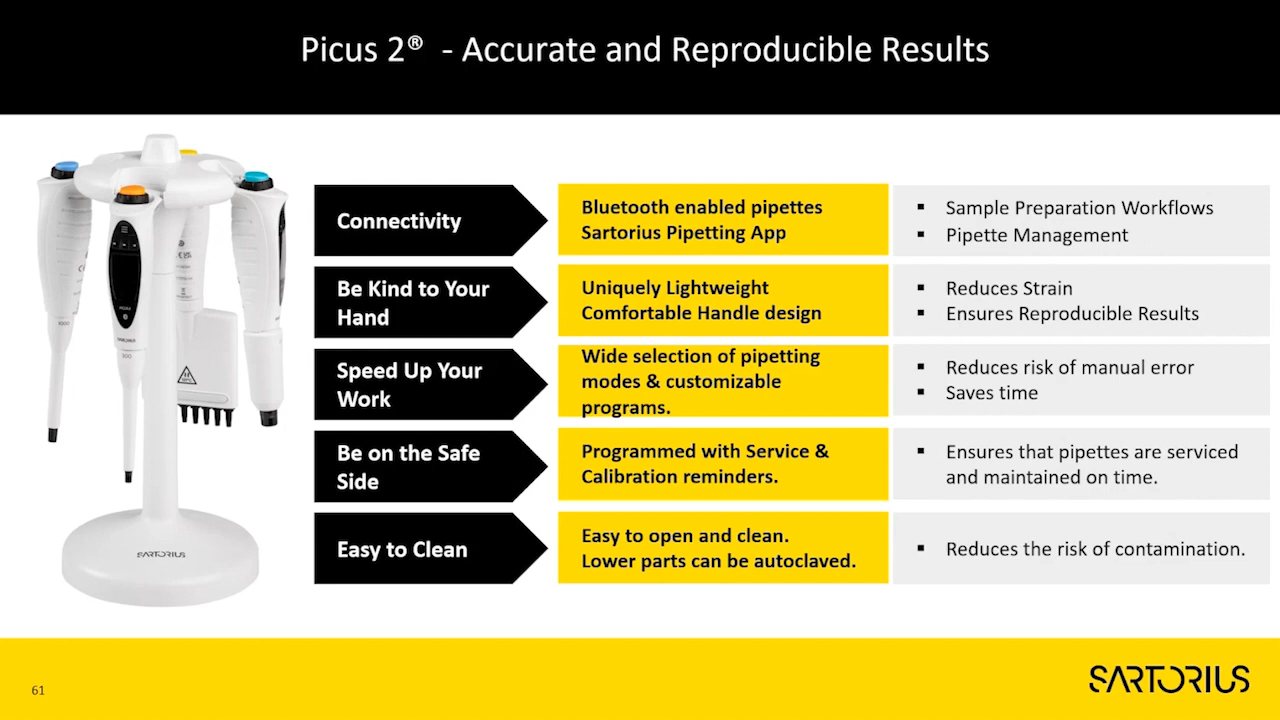 Picus 2® - Accurate and Reproducible Results
Connectivity
Bluetooth enabled pipettes
Sartorius Pipetting App
▪ Sample Preparation Workflows
▪ Pipette Management
Be Kind to Your
Hand
Uniquely Lightweight
Comfortable Handle design
▪ Reduces Strain
▪ Ensures Reproducible Results
Speed Up Your
Work
Wide selection of pipetting
modes & customizable
programs.
▪ Reduces risk of manual error
▪ Saves time
Be on the Safe
Side
Programmed with Service &
Calibration reminders.
▪ Ensures that pipettes are serviced
and maintained on time.
Easy to Clean
Easy to open and clean.
Lower parts can be autoclaved.
▪ Reduces the risk of contamination.
1000
300
SARTORIUS
61
SARTORIUS